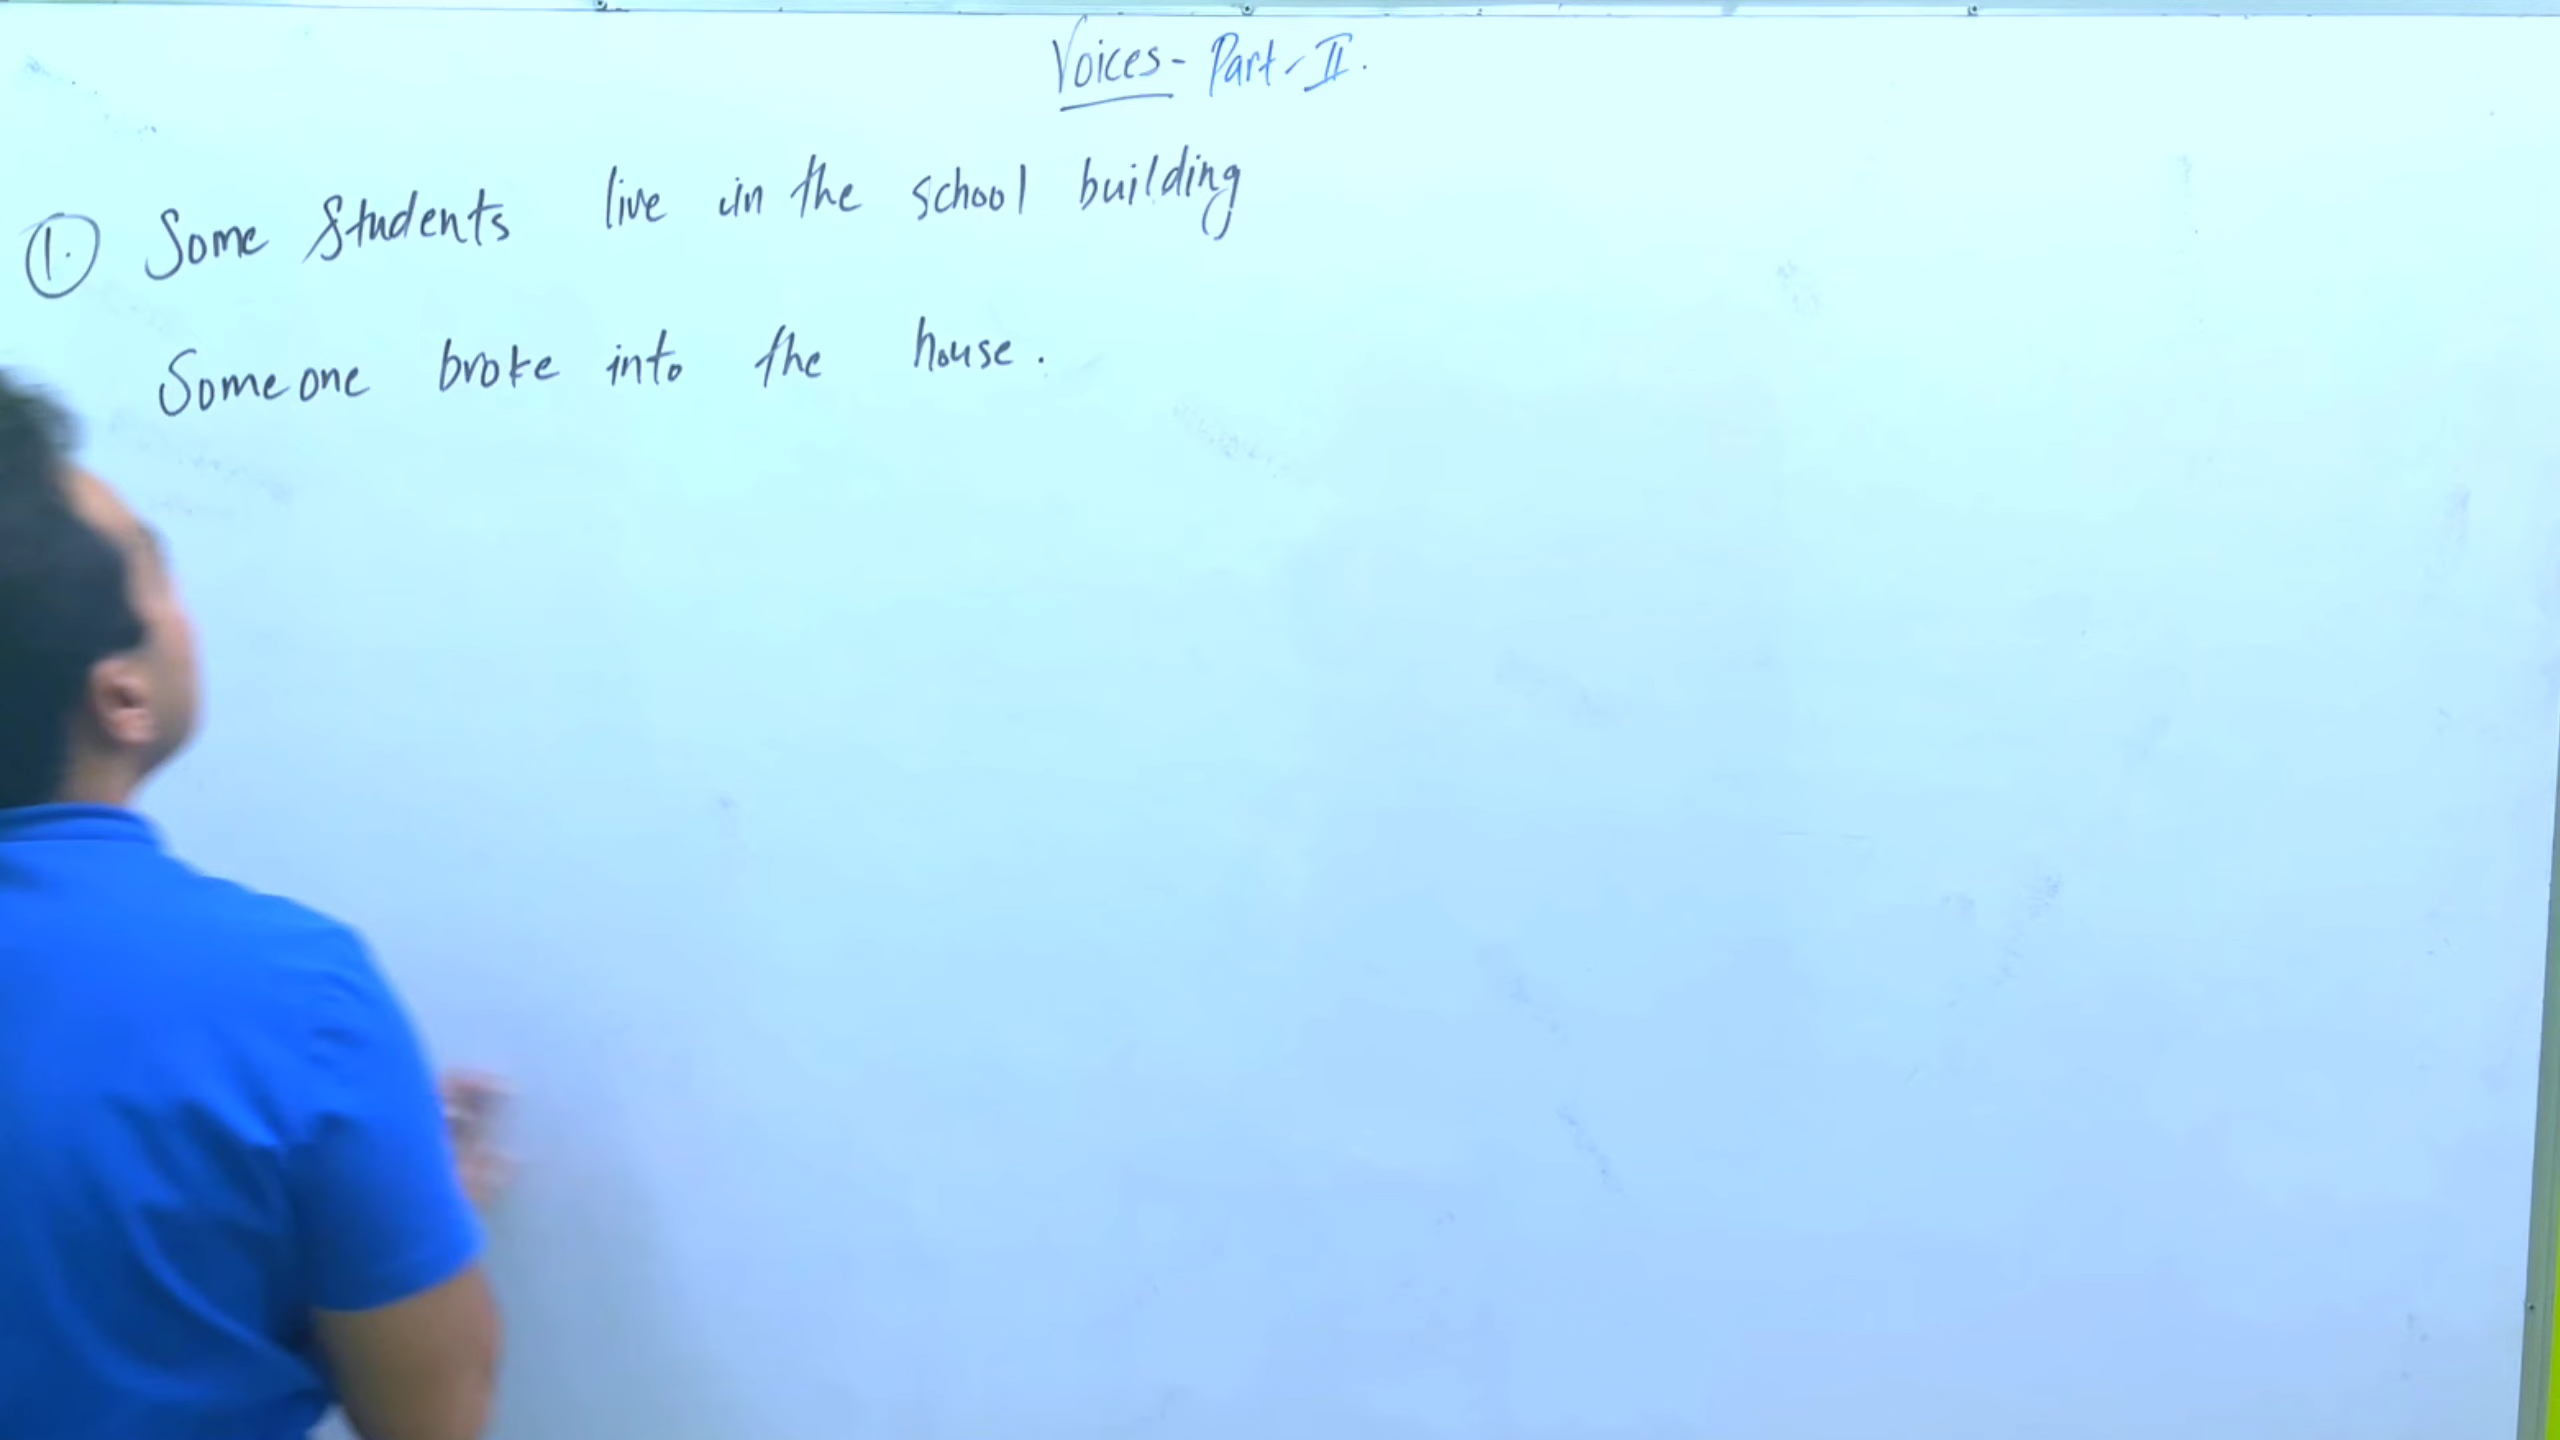 Voices - Part - II.
1. Some Students live in the school building
Someone broke into the house.